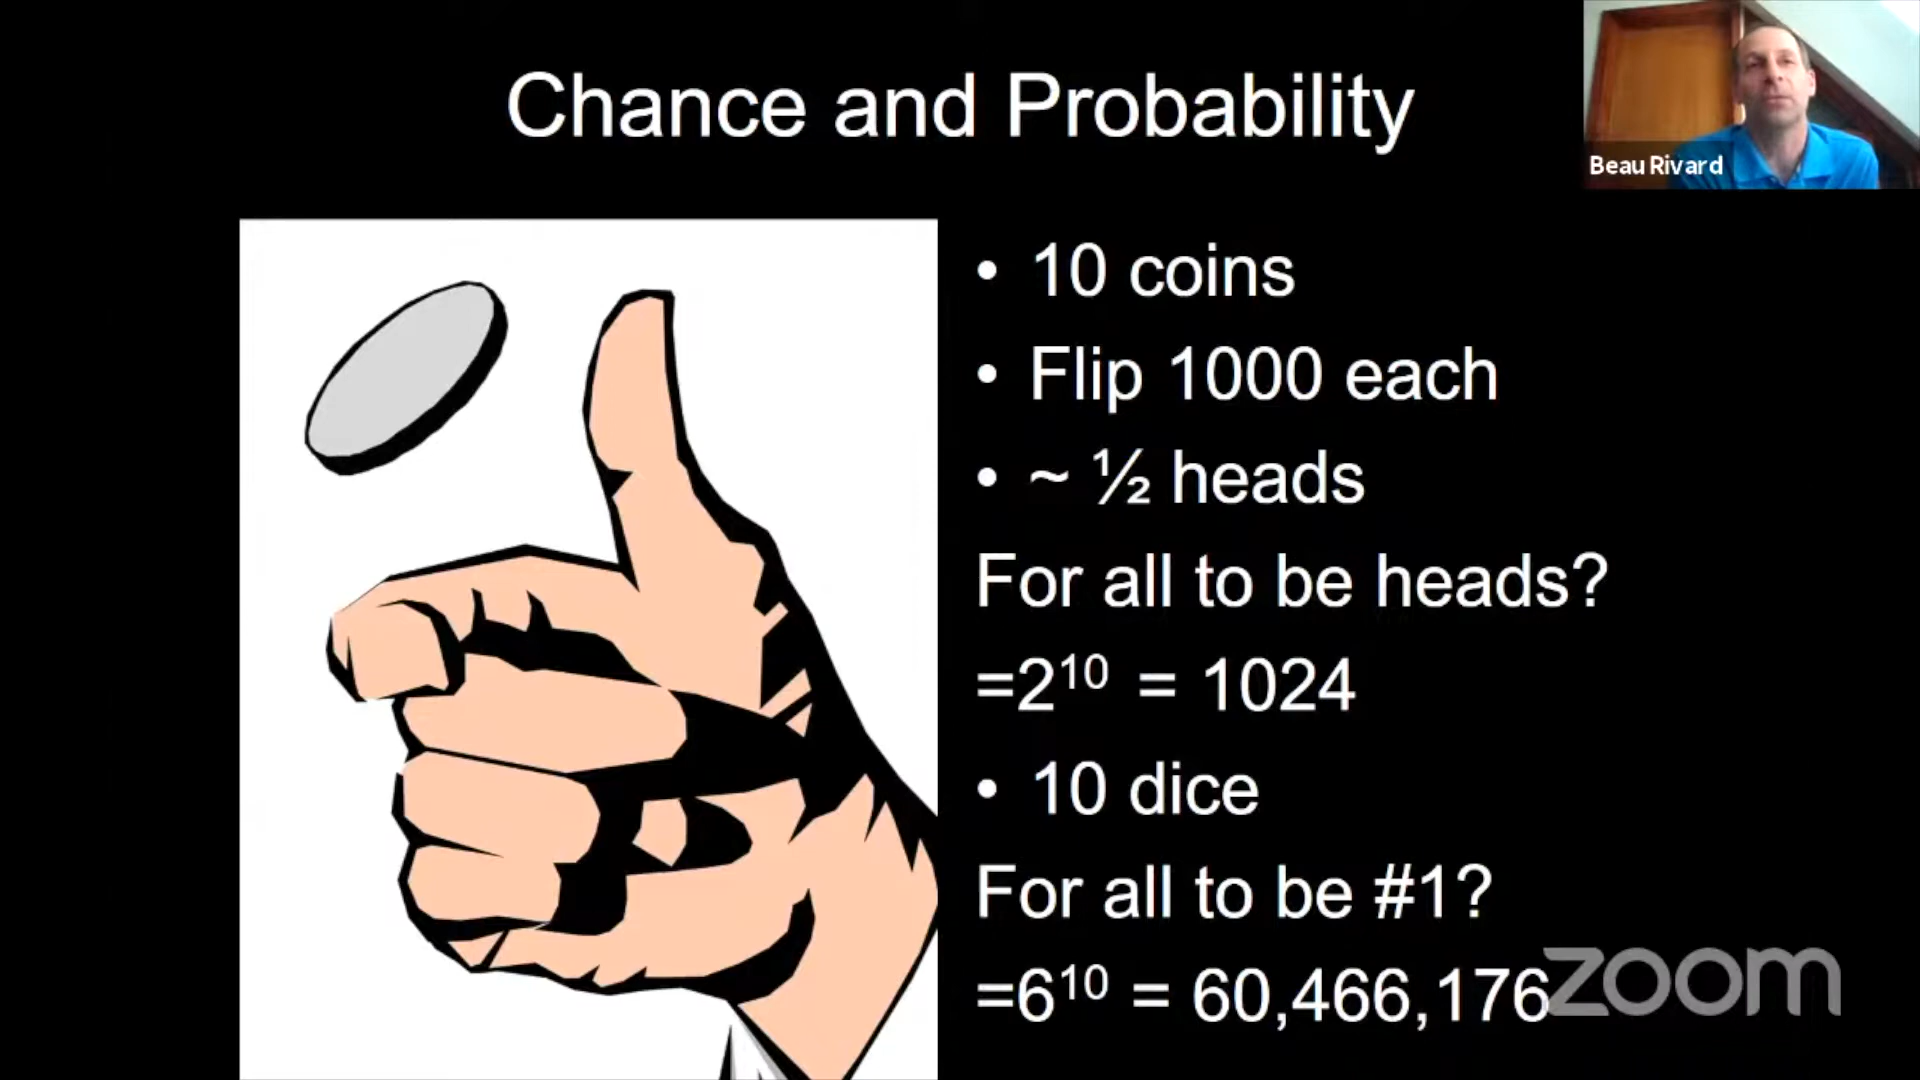 Chance and Probability
Beau Rivard
• 10 coins
• Flip 1000 each
• ~ ½ heads
For all to be heads?
=2¹⁰ = 1024
• 10 dice
For all to be #1?
=6¹⁰ = 60,466,176
zoom